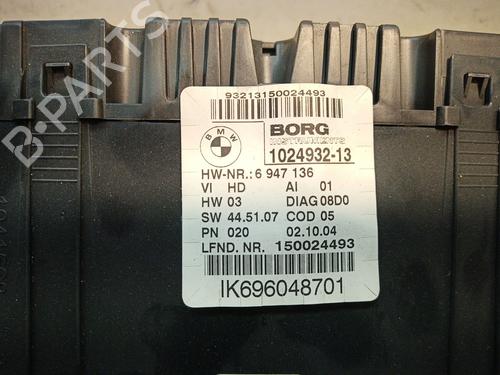 93213150024493
BMW
BORG
INSTRUMENTS
1024932-13
HW-NR.: 6 947 136
VI HD AI 01
HW 03 DIAG 08D0
SW 44.51.07 COD 05
PN 020 02.10.04
LFND. NR. 150024493
IK696048701